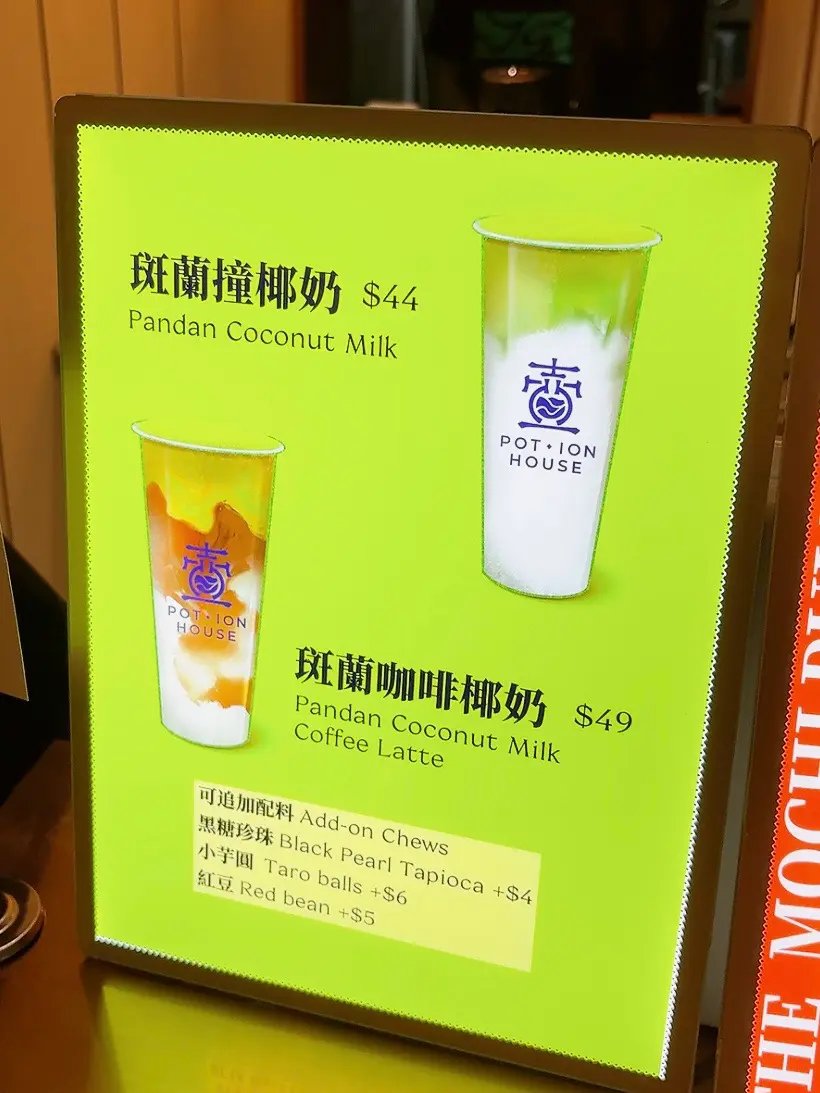 斑蘭撞椰奶 $44
Pandan Coconut Milk
壺
POT·ION
HOUSE
壺
POT·ION
HOUSE
斑蘭咖啡椰奶 $49
Pandan Coconut Milk
Coffee Latte
可追加配料 Add-on Chews
黑糖珍珠 Black Pearl Tapioca +$4
小芋圓 Taro balls +$6
紅豆 Red bean +$5
THE MOCHI